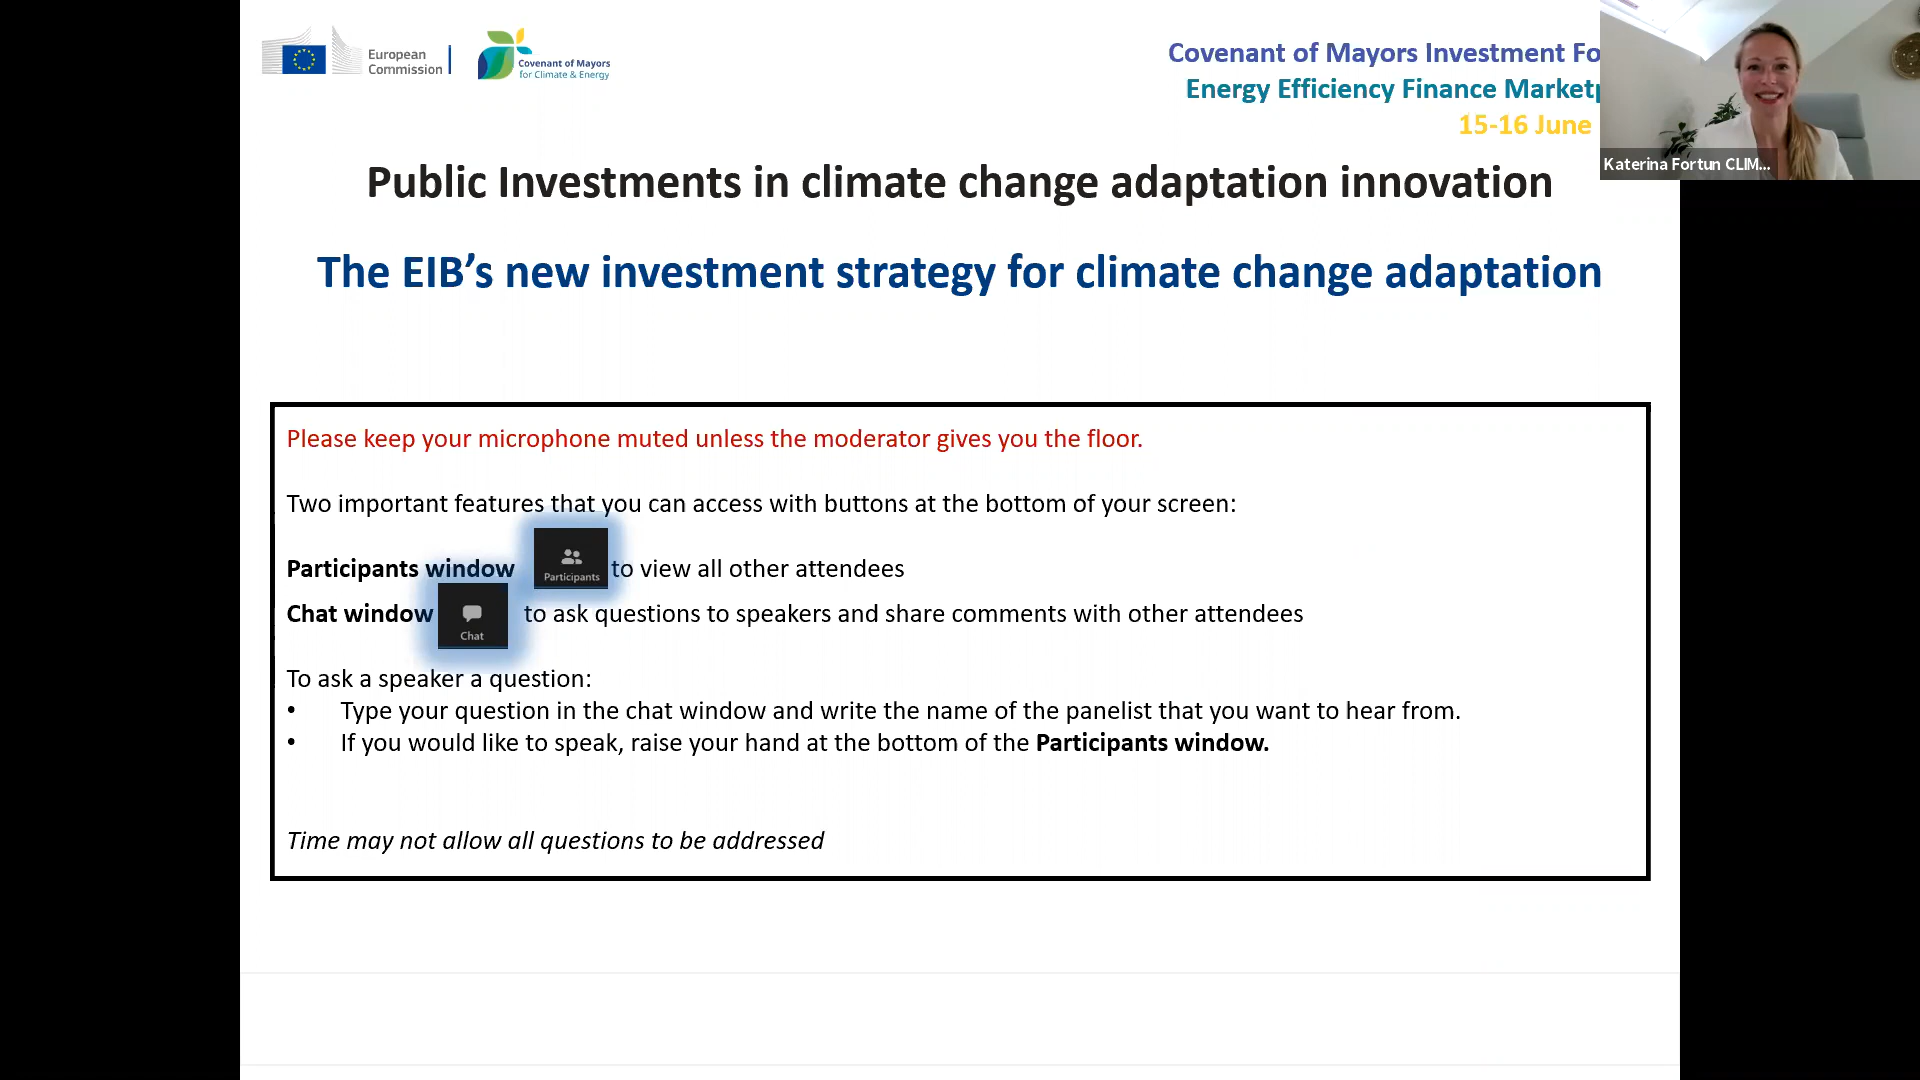 European
Commission
Covenant of Mayors
for Climate & Energy
Covenant of Mayors Investment Fo
Energy Efficiency Finance Marketp
15-16 June
Katerina Fortun CLIM...
Public Investments in climate change adaptation innovation
The EIB’s new investment strategy for climate change adaptation
Please keep your microphone muted unless the moderator gives you the floor.
Two important features that you can access with buttons at the bottom of your screen:
Participants window Participants to view all other attendees
Chat window Chat to ask questions to speakers and share comments with other attendees
To ask a speaker a question:
• Type your question in the chat window and write the name of the panelist that you want to hear from.
• If you would like to speak, raise your hand at the bottom of the Participants window.
Time may not allow all questions to be addressed